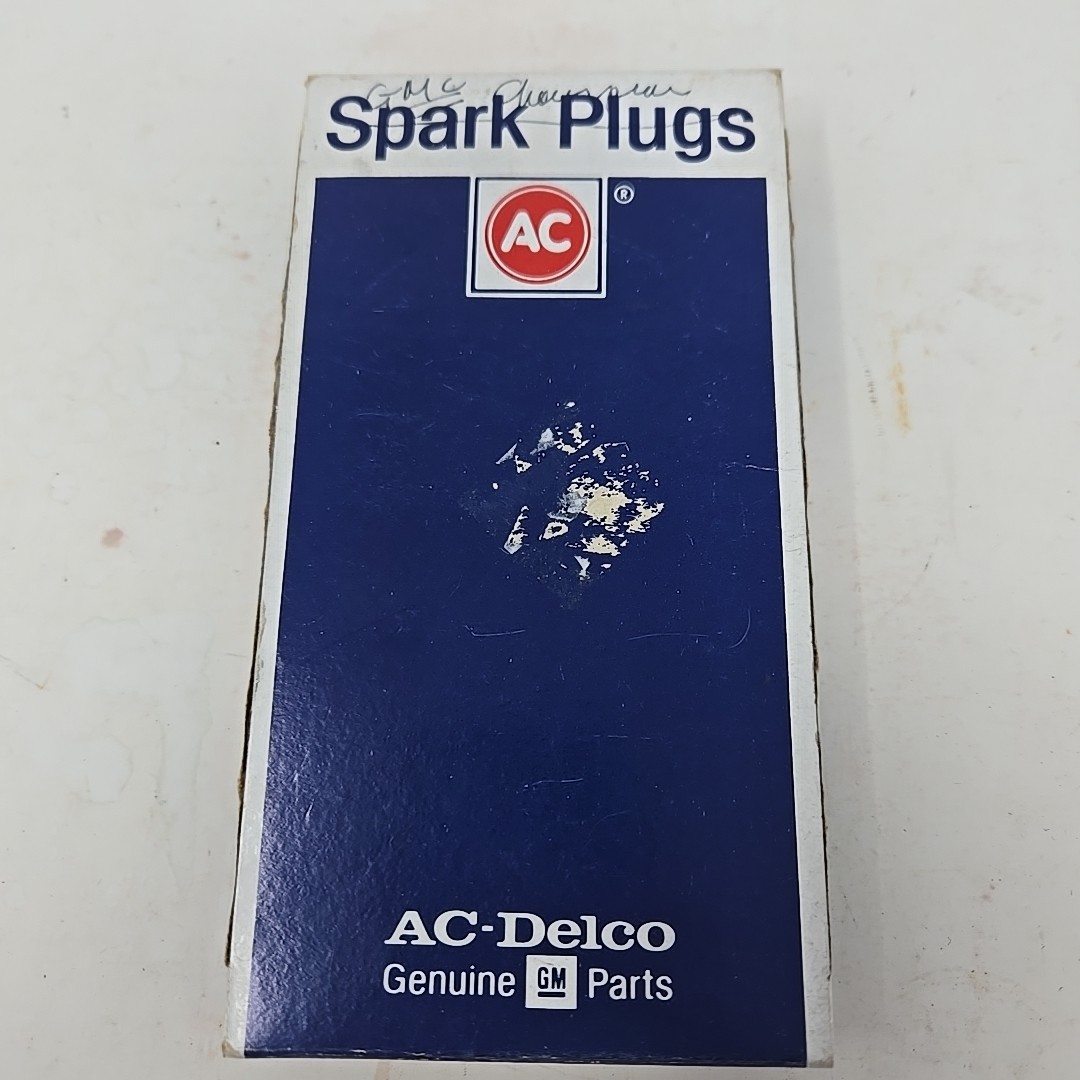 GMC
Spark Plugs
AC ®
AC-Delco
Genuine GM Parts